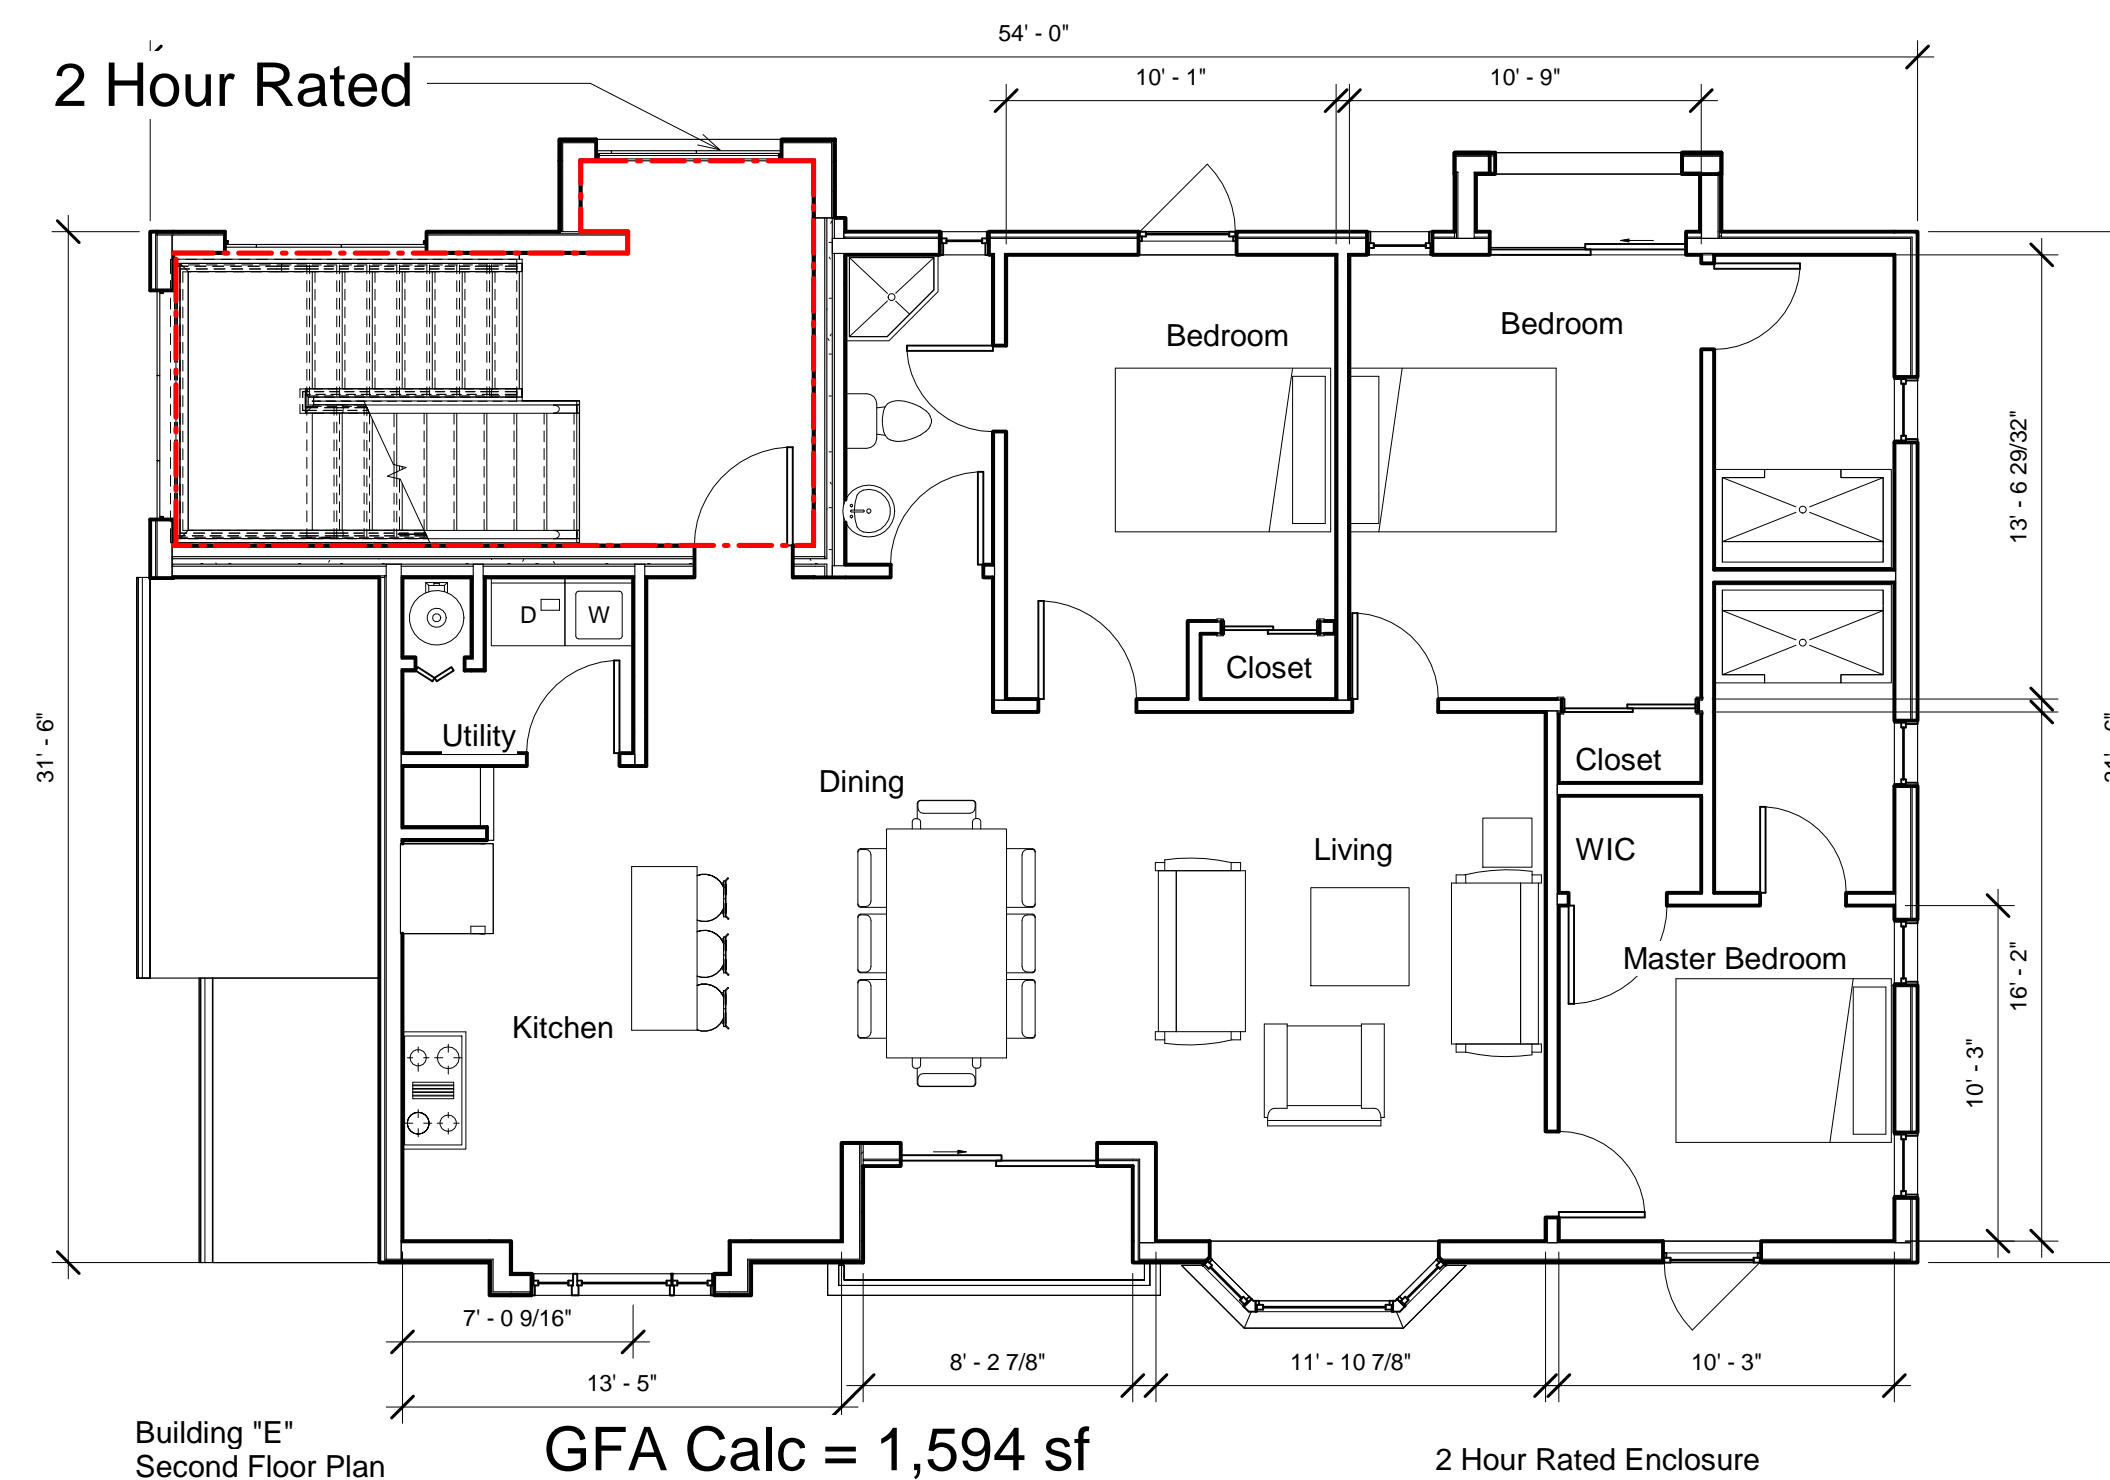 54' - 0"
2 Hour Rated
10' - 1"
10' - 9"
Bedroom
Bedroom
13' - 6 29/32"
D
W
Closet
31' - 6"
Utility
Closet
Dining
Living
WIC
Master Bedroom
16' - 2"
Kitchen
10' - 3"
7' - 0 9/16"
8' - 2 7/8"
11' - 10 7/8"
10' - 3"
13' - 5"
Building "E"
Second Floor Plan
GFA Calc = 1,594 sf
2 Hour Rated Enclosure